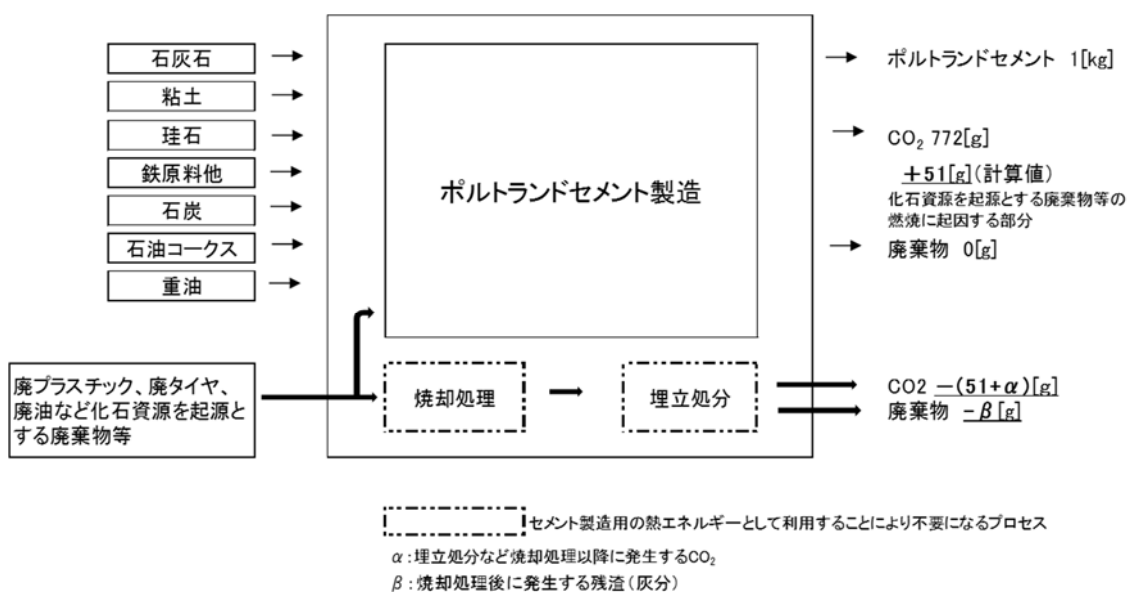 石灰石
粘土
珪石
鉄原料他
石炭
石油コークス
重油
廃プラスチック、廃タイヤ、
廃油など化石資源を起源と
する廃棄物等
ポルトランドセメント製造
焼却処理
埋立処分
ポルトランドセメント 1[kg]
CO₂ 772[g]
+51[g](計算値)
化石資源を起源とする廃棄物等の
燃焼に起因する部分
廃棄物 0[g]
CO2 -(51+α)[g]
廃棄物 -β[g]
セメント製造用の熱エネルギーとして利用することにより不要になるプロセス
α:埋立処分など焼却処理以降に発生するCO₂
β:焼却処理後に発生する残渣(灰分)